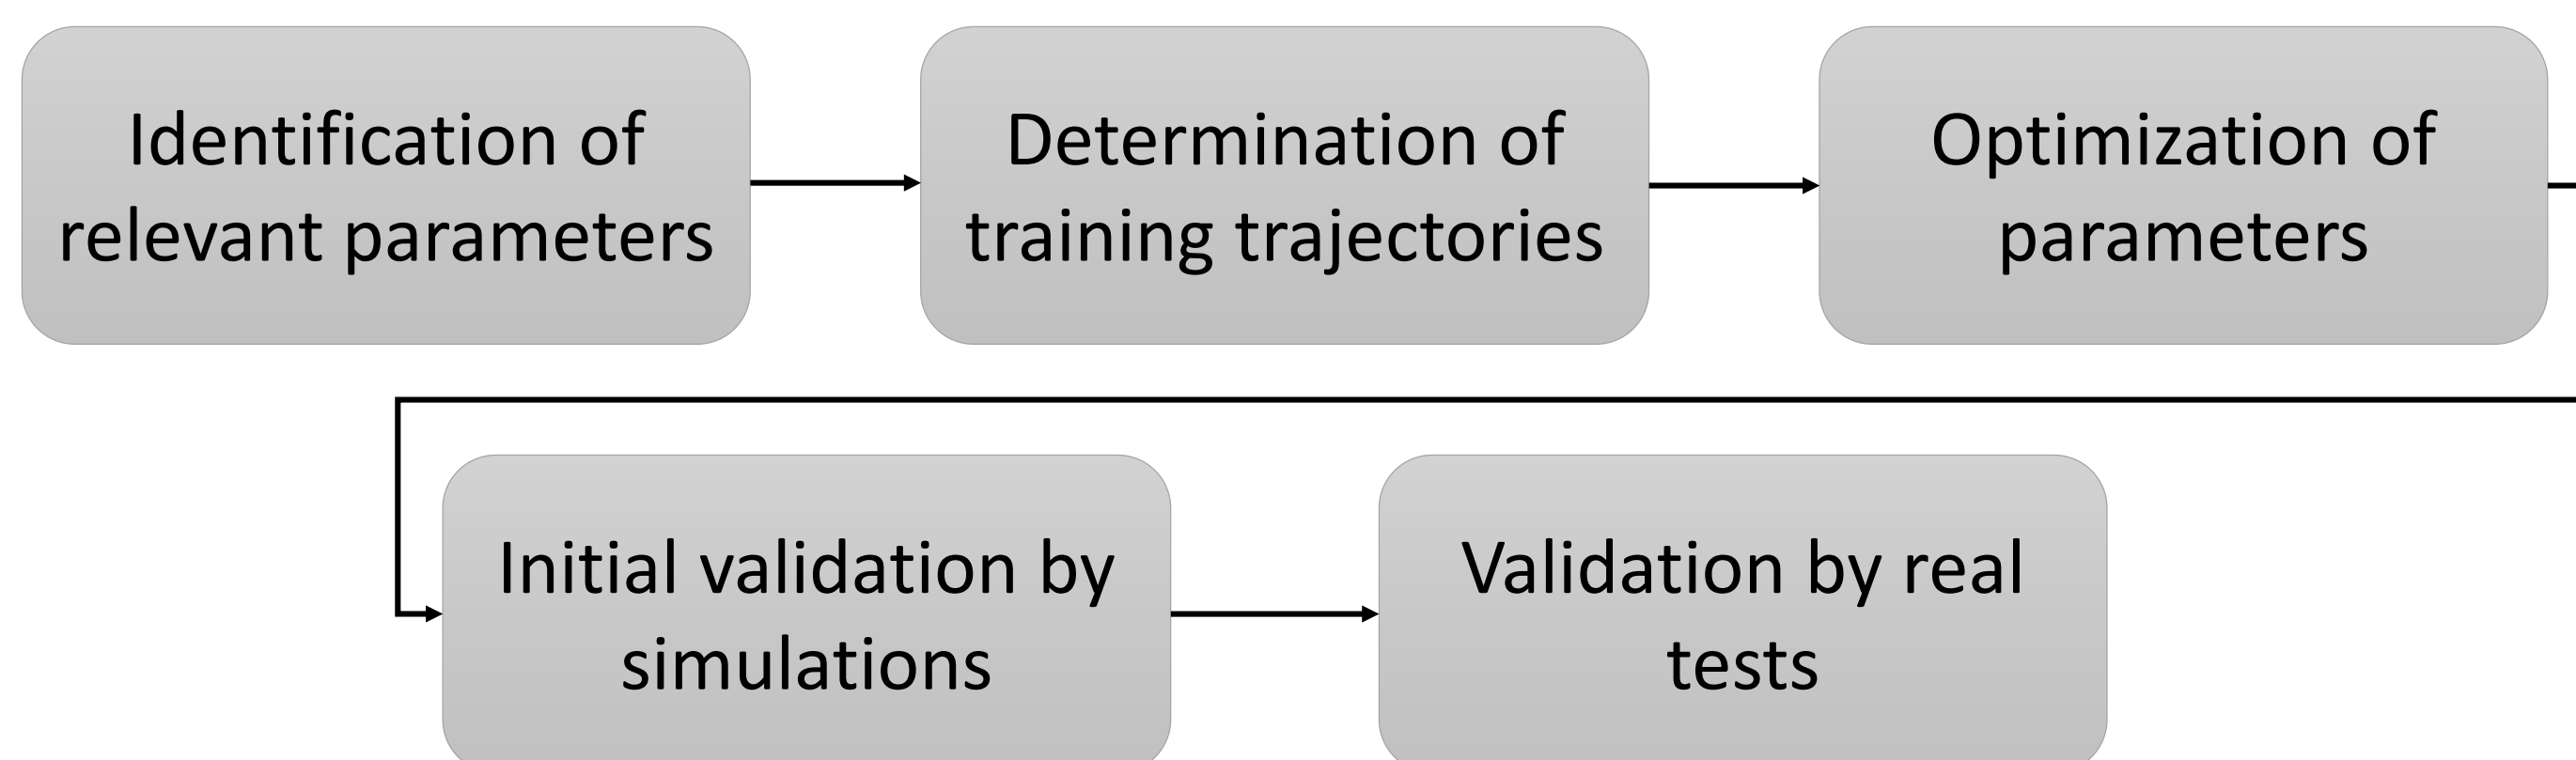 Identification of
relevant parameters
Determination of
training trajectories
Optimization of
parameters
Initial validation by
simulations
Validation by real
tests